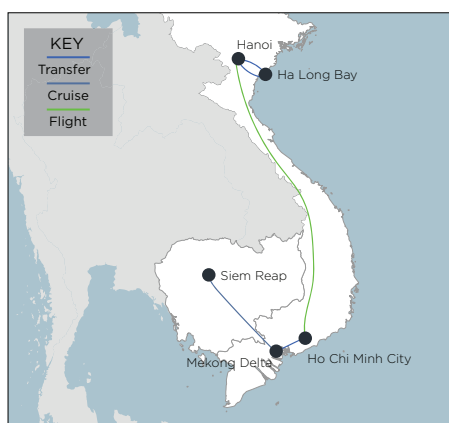 KEY
Transfer
Cruise
Flight
Hanoi
Ha Long Bay
Siem Reap
Mekong Delta
Ho Chi Minh City